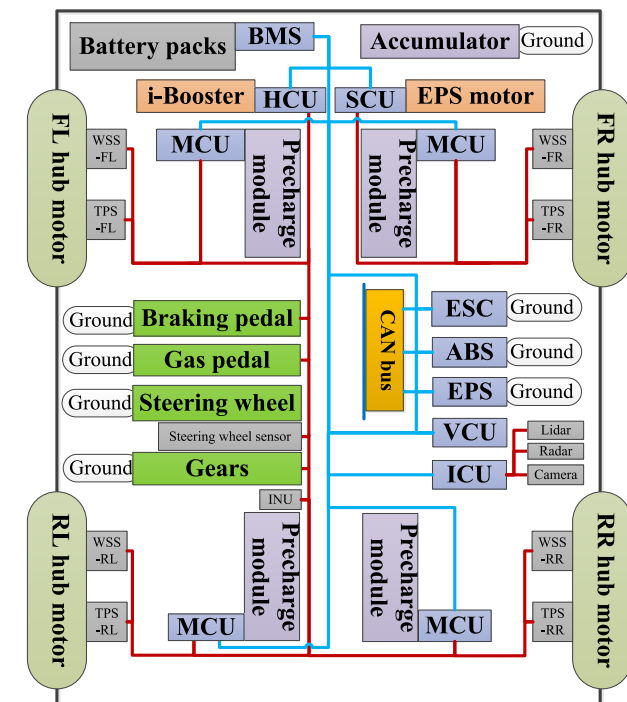 Battery packs
BMS
Accumulator
Ground
i-Booster
HCU
SCU
EPS motor
FL hub motor
WSS
-FL
TPS
-FL
MCU
Precharge
module
Precharge
module
MCU
WSS
-FR
TPS
-FR
FR hub motor
Ground
Braking pedal
Ground
Gas pedal
Ground
Steering wheel
Steering wheel sensor
Ground
Gears
INU
CAN bus
ESC
Ground
ABS
Ground
EPS
Ground
VCU
ICU
Lidar
Radar
Camera
RL hub motor
WSS
-RL
TPS
-RL
MCU
Precharge
module
Precharge
module
MCU
WSS
-RR
TPS
-RR
RR hub motor